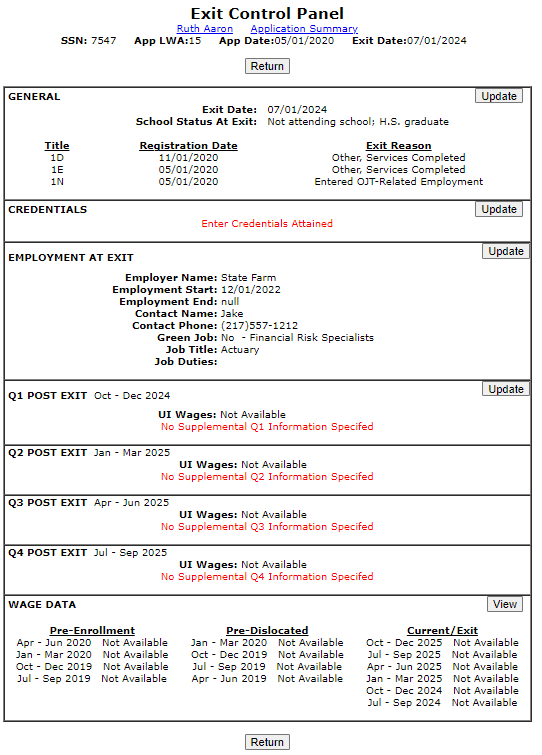 Exit Control Panel
Ruth Aaron Application Summary
SSN: 7547 App LWA:15 App Date:05/01/2020 Exit Date:07/01/2024
Return
GENERAL Update
Exit Date: 07/01/2024
School Status At Exit: Not attending school; H.S. graduate
Title Registration Date Exit Reason
1D 11/01/2020 Other, Services Completed
1E 05/01/2020 Other, Services Completed
1N 05/01/2020 Entered OJT-Related Employment
CREDENTIALS Update
Enter Credentials Attained
EMPLOYMENT AT EXIT Update
Employer Name: State Farm
Employment Start: 12/01/2022
Employment End: null
Contact Name: Jake
Contact Phone: (217)557-1212
Green Job: No - Financial Risk Specialists
Job Title: Actuary
Job Duties:
Q1 POST EXIT Oct - Dec 2024 Update
UI Wages: Not Available
No Supplemental Q1 Information Specifed
Q2 POST EXIT Jan - Mar 2025
UI Wages: Not Available
No Supplemental Q2 Information Specifed
Q3 POST EXIT Apr - Jun 2025
UI Wages: Not Available
No Supplemental Q3 Information Specifed
Q4 POST EXIT Jul - Sep 2025
UI Wages: Not Available
No Supplemental Q4 Information Specifed
WAGE DATA View
Pre-Enrollment Pre-Dislocated Current/Exit
Apr - Jun 2020 Not Available Jan - Mar 2020 Not Available Oct - Dec 2025 Not Available
Jan - Mar 2020 Not Available Oct - Dec 2019 Not Available Jul - Sep 2025 Not Available
Oct - Dec 2019 Not Available Jul - Sep 2019 Not Available Apr - Jun 2025 Not Available
Jul - Sep 2019 Not Available Apr - Jun 2019 Not Available Jan - Mar 2025 Not Available
Oct - Dec 2024 Not Available
Jul - Sep 2024 Not Available
Return